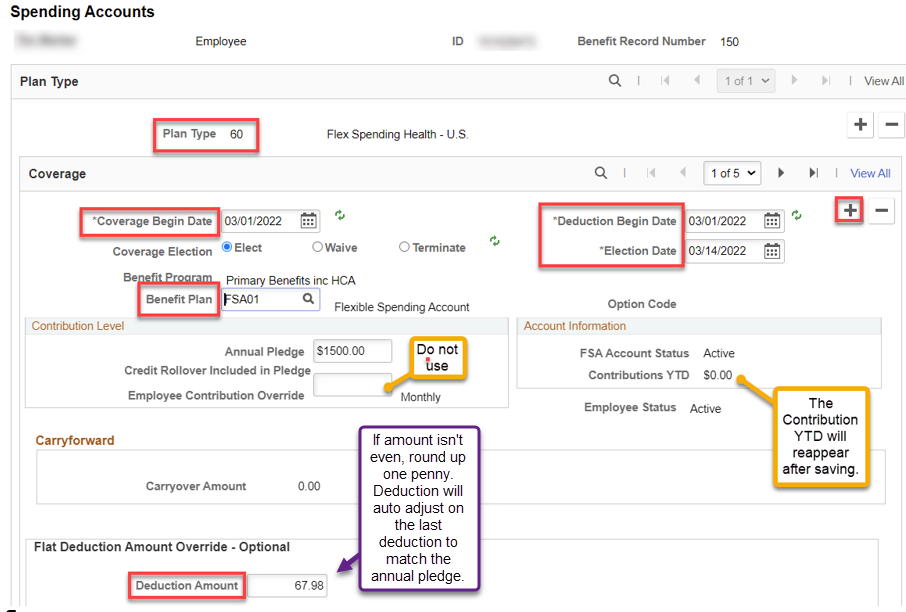 Spending Accounts
Employee ID Benefit Record Number 150
Plan Type 1 of 1 View All
Plan Type 60 Flex Spending Health - U.S.
Coverage 1 of 5 View All
*Coverage Begin Date 03/01/2022 *Deduction Begin Date 03/01/2022
Coverage Election Elect Waive Terminate *Election Date 03/14/2022
Benefit Program Primary Benefits inc HCA
Benefit Plan FSA01 Flexible Spending Account Option Code
Contribution Level Account Information
Annual Pledge $1500.00 FSA Account Status Active
Credit Rollover Included in Pledge Contributions YTD $0.00
Employee Contribution Override Monthly Employee Status Active
Do not
use
The
Contribution
YTD will
reappear
after saving.
Carryforward
Carryover Amount 0.00
If amount isn't
even, round up
one penny.
Deduction will
auto adjust on
the last
deduction to
match the
annual pledge.
Flat Deduction Amount Override - Optional
Deduction Amount 67.98